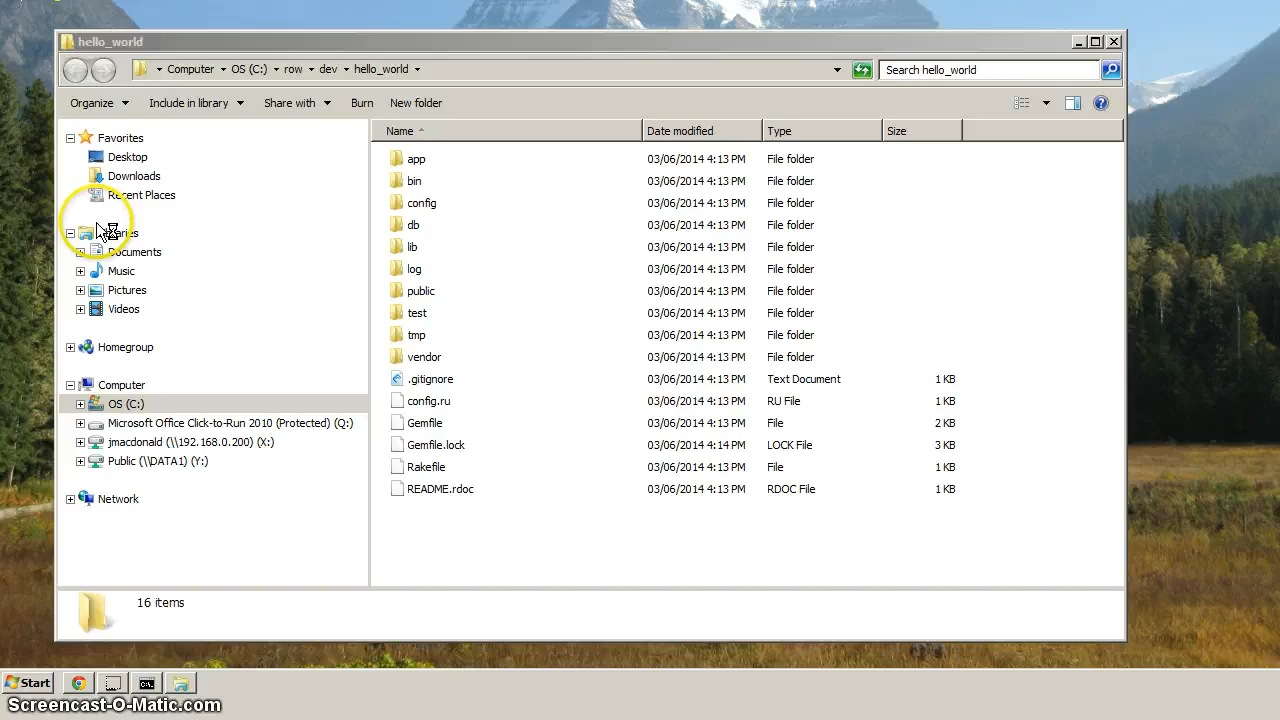 hello_world
Computer OS (C:) row dev hello_world Search hello_world
Organize Include in library Share with Burn New folder
Favorites
Desktop
Downloads
Recent Places
Documents
Music
Pictures
Videos
Homegroup
Computer
OS (C:)
Microsoft Office Click-to-Run 2010 (Protected) (Q:)
jmacdonald (\\192.168.0.200) (X:)
Public (\\DATA1) (Y:)
Network
Name Date modified Type Size
app 03/06/2014 4:13 PM File folder
bin 03/06/2014 4:13 PM File folder
config 03/06/2014 4:13 PM File folder
db 03/06/2014 4:13 PM File folder
lib 03/06/2014 4:13 PM File folder
log 03/06/2014 4:13 PM File folder
public 03/06/2014 4:13 PM File folder
test 03/06/2014 4:13 PM File folder
tmp 03/06/2014 4:13 PM File folder
vendor 03/06/2014 4:13 PM File folder
.gitignore 03/06/2014 4:13 PM Text Document 1 KB
config.ru 03/06/2014 4:13 PM RU File 1 KB
Gemfile 03/06/2014 4:13 PM File 2 KB
Gemfile.lock 03/06/2014 4:14 PM LOCK File 3 KB
Rakefile 03/06/2014 4:13 PM File 1 KB
README.rdoc 03/06/2014 4:13 PM RDOC File 1 KB
16 items
Start
Screencast-O-Matic.com